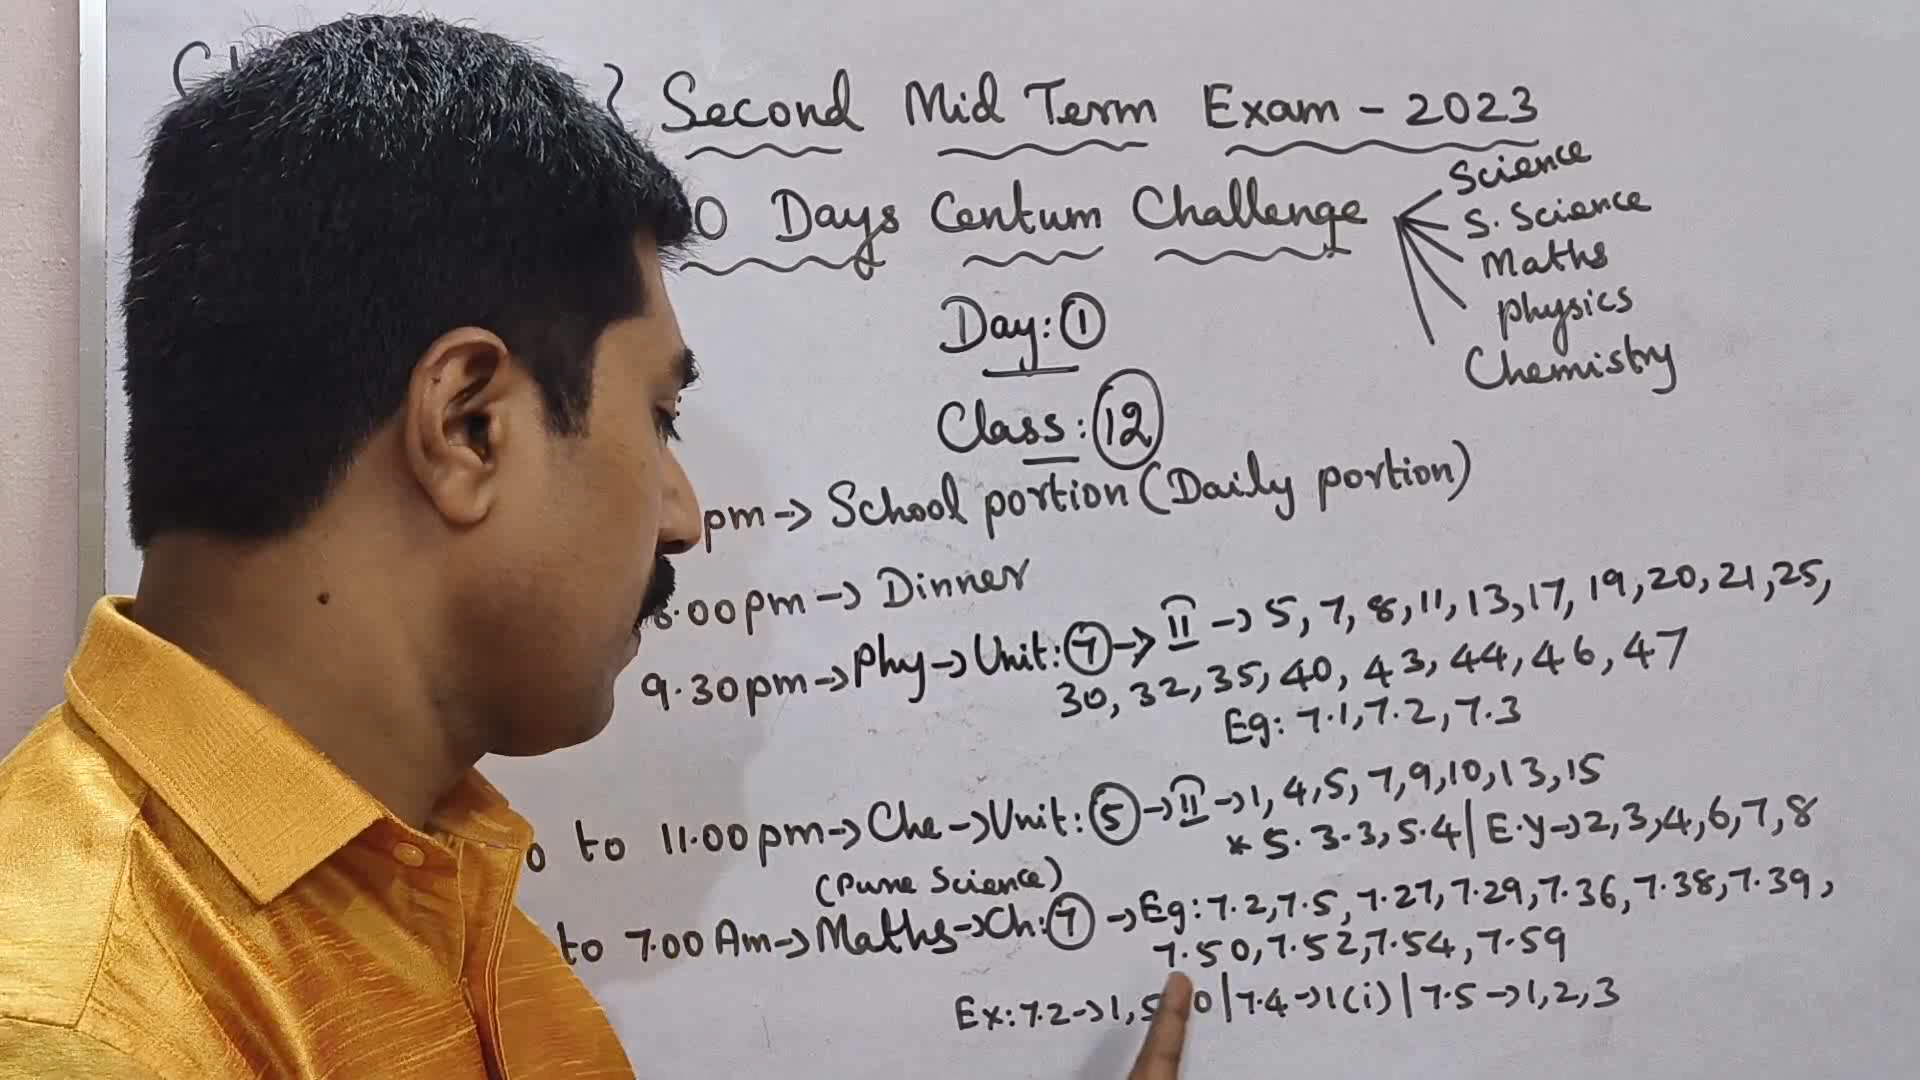 Second Mid Term Exam - 2023
0 Days Centum Challenge
Science
S. Science
Maths
Physics
Chemistry
Day: 1
Class: 12
pm → School portion (Daily portion)
8.00pm → Dinner
9.30pm → Phy → Unit: 7 → II → 5, 7, 8, 11, 13, 17, 19, 20, 21, 25,
30, 32, 35, 40, 43, 44, 46, 47
Eg: 7.1, 7.2, 7.3
0 to 11.00pm → Che → Unit: 5 → II → 1, 4, 5, 7, 9, 10, 13, 15
* 5.3.3, 5.4 | E.y → 2, 3, 4, 6, 7, 8
(Pure Science)
to 7.00 Am → Maths → Ch: 7 → Eg: 7.2, 7.5, 7.27, 7.29, 7.36, 7.38, 7.39,
7.50, 7.52, 7.54, 7.59
Ex: 7.2 → 1, 5 0 | 7.4 → 1(i) | 7.5 → 1, 2, 3